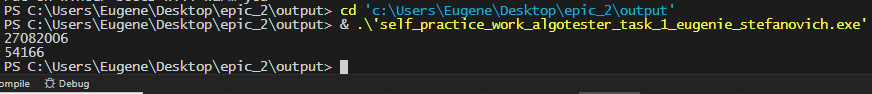 PS C:\Users\Eugene\Desktop\epic_2\output> cd 'c:\Users\Eugene\Desktop\epic_2\output'
PS C:\Users\Eugene\Desktop\epic_2\output> & .\'self_practice_work_algotester_task_1_eugenie_stefanovich.exe'
27082006
54166
PS C:\Users\Eugene\Desktop\epic_2\output>
ompile Debug